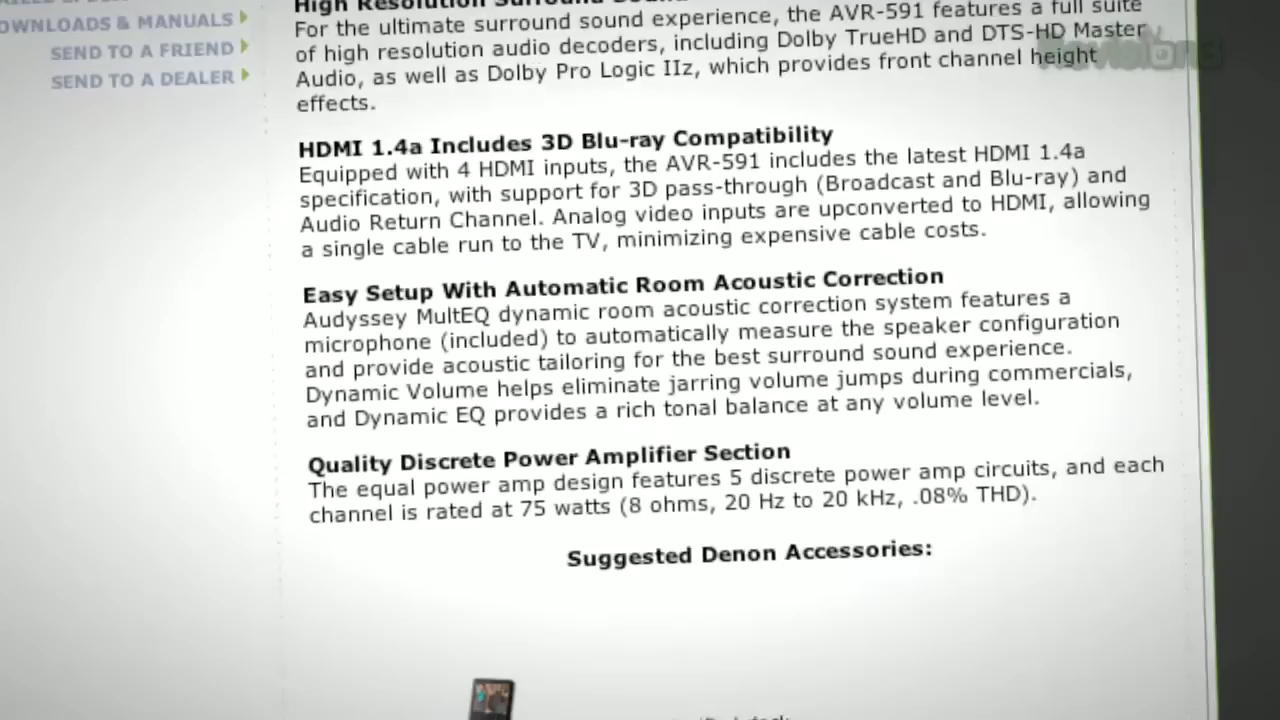 OWNLOADS & MANUALS
SEND TO A FRIEND
SEND TO A DEALER
High Resolution Surround
For the ultimate surround sound experience, the AVR-591 features a full suite
of high resolution audio decoders, including Dolby TrueHD and DTS-HD Master
Audio, as well as Dolby Pro Logic IIz, which provides front channel height
effects.
HDMI 1.4a Includes 3D Blu-ray Compatibility
Equipped with 4 HDMI inputs, the AVR-591 includes the latest HDMI 1.4a
specification, with support for 3D pass-through (Broadcast and Blu-ray) and
Audio Return Channel. Analog video inputs are upconverted to HDMI, allowing
a single cable run to the TV, minimizing expensive cable costs.
Easy Setup With Automatic Room Acoustic Correction
Audyssey MultEQ dynamic room acoustic correction system features a
microphone (included) to automatically measure the speaker configuration
and provide acoustic tailoring for the best surround sound experience.
Dynamic Volume helps eliminate jarring volume jumps during commercials,
and Dynamic EQ provides a rich tonal balance at any volume level.
Quality Discrete Power Amplifier Section
The equal power amp design features 5 discrete power amp circuits, and each
channel is rated at 75 watts (8 ohms, 20 Hz to 20 kHz, .08% THD).
Suggested Denon Accessories: